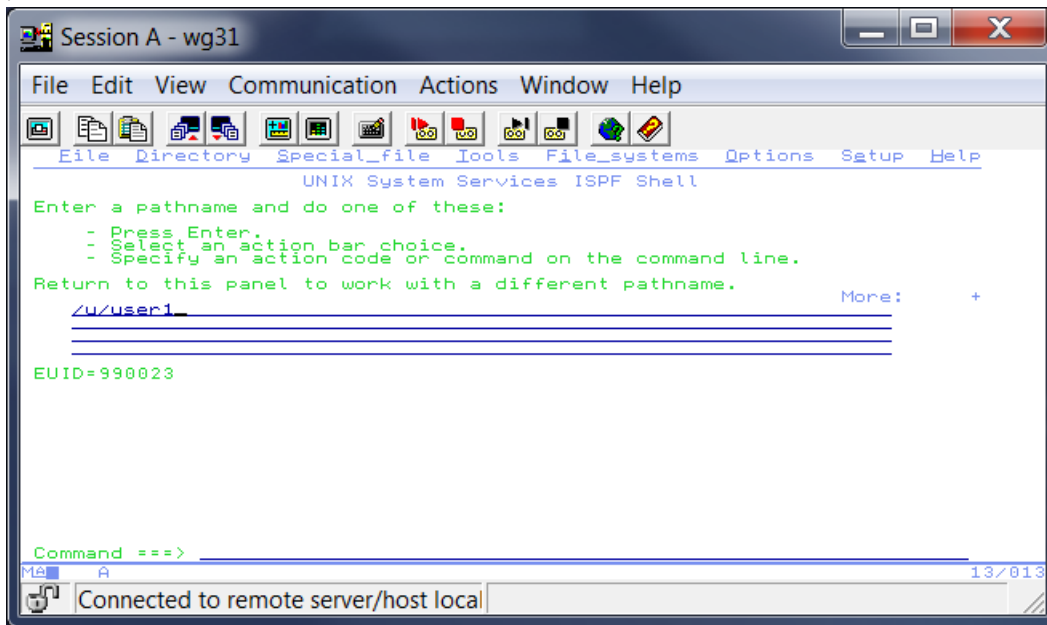 Session A - wg31
File Edit View Communication Actions Window Help
File Directory Special_file Tools File_systems Options Setup Help
UNIX System Services ISPF Shell
Enter a pathname and do one of these:
- Press Enter.
- Select an action bar choice.
- Specify an action code or command on the command line.
Return to this panel to work with a different pathname.
More: +
/u/user1_
EUID=990023
Command ===>
MA A 13/013
Connected to remote server/host local